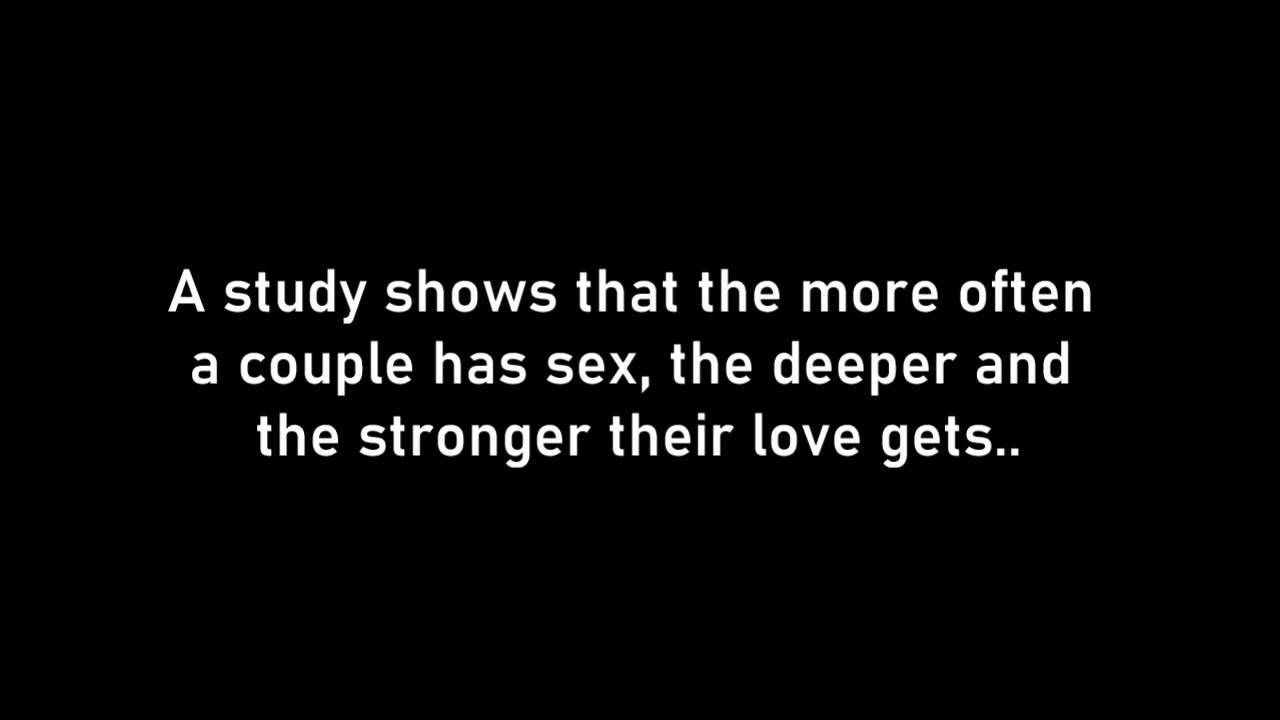 A study shows that the more often
a couple has sex, the deeper and
the stronger their love gets..